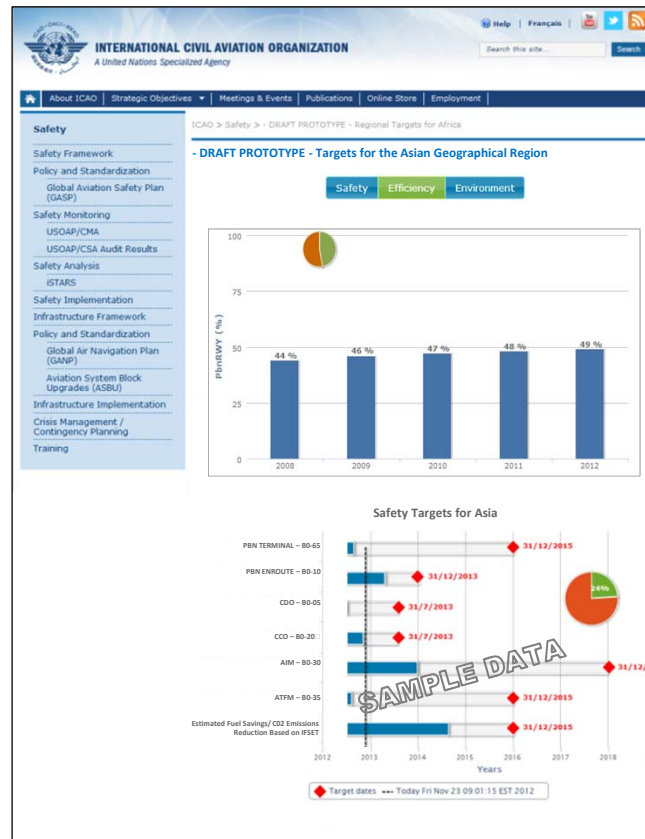 Help | Français |
INTERNATIONAL CIVIL AVIATION ORGANIZATION
A United Nations Specialized Agency
Search this site...
Search
About ICAO | Strategic Objectives | Meetings & Events | Publications | Online Store | Employment |
Safety
Safety Framework
Policy and Standardization
Global Aviation Safety Plan
(GASP)
Safety Monitoring
USOAP/CMA
USOAP/CSA Audit Results
Safety Analysis
iSTARS
Safety Implementation
Infrastructure Framework
Policy and Standardization
Global Air Navigation Plan
(GANP)
Aviation System Block
Upgrades (ASBU)
Infrastructure Implementation
Crisis Management /
Contingency Planning
Training
ICAO > Safety > - DRAFT PROTOTYPE - Regional Targets for Africa
- DRAFT PROTOTYPE - Targets for the Asian Geographical Region
Safety Efficiency Environment
PbnRWY (%)
100
75
50
25
0
44 %
46 %
47 %
48 %
49 %
2008 2009 2010 2011 2012
Safety Targets for Asia
PBN TERMINAL – B0-65
31/12/2015
PBN ENROUTE – B0-10
31/12/2013
CDO – B0-05
31/7/2013
CCO – B0-20
31/7/2013
AIM – B0-30
31/12/
ATFM – B0-35
31/12/2015
Estimated Fuel Savings/ C02 Emissions
Reduction Based on IFSET
31/12/2015
24%
SAMPLE DATA
2012 2013 2014 2015 2016 2017 2018
Years
Target dates --- Today Fri Nov 23 09:01:15 EST 2012